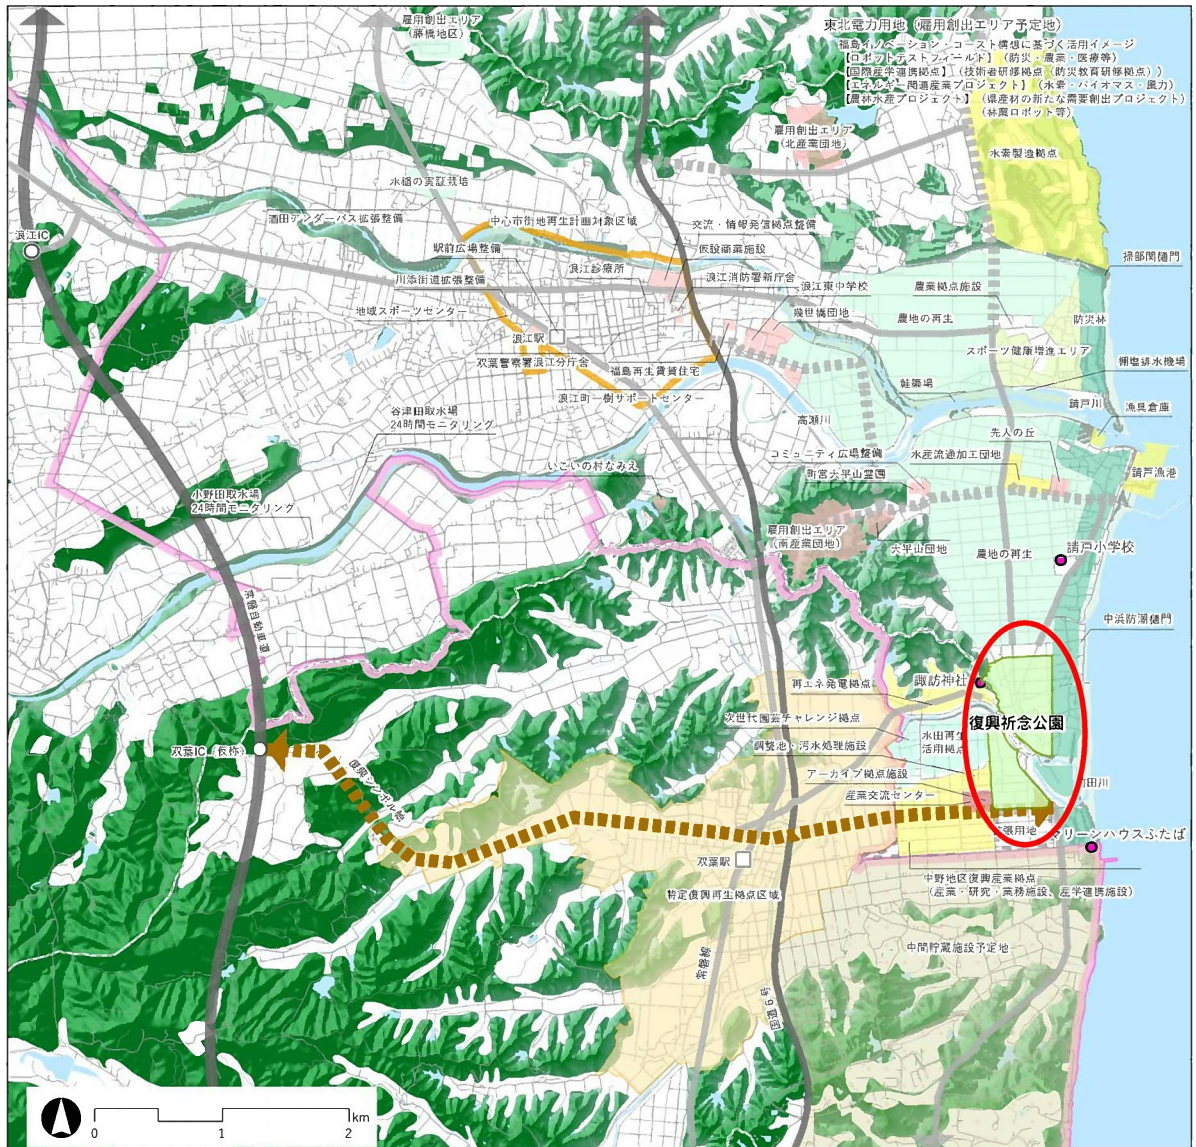 雇用創出エリア
(藤橋地区)
東北電力用地(雇用創出エリア予定地)
福島イノベーション・コースト構想に基づく活用イメージ
【ロボットテストフィールド】(防災・農業・医療等)
【国際産学連携拠点】(技術者研修拠点(防災教育研修拠点))
【エネルギー関連産業プロジェクト】(水素・バイオマス・風力)
【農林水産プロジェクト】(県産材の新たな需要創出プロジェクト)
(林業ロボット等)
雇用創出エリア
(北産業団地)
水素製造拠点
水稲の実証栽培
酒田デンダーバス拡張整備
中心市街地再生計画対象区域
交流・情報発信拠点整備
浪江IC
駅前広場整備
仮設商業施設
掃部関樋門
川添街道拡張整備
浪江診療所
浪江消防署新庁舎
浪江東中学校
農業拠点施設
地域スポーツセンター
幾世橋団地
農地の再生
防災林
浪江駅
スポーツ健康増進エリア
双葉警察署浪江分庁舎
福島再生賃貸住宅
棚塩排水機場
浪江町一樹サポートセンター
鮭簗場
請戸川
漁具倉庫
谷津田取水場
24時間モニタリング
高瀬川
先人の丘
コミュニティ広場整備
水産流通加工団地
いこいの村なみえ
町営大平山霊園
請戸漁港
小野田取水場
24時間モニタリング
雇用創出エリア
(南産業団地)
大平山団地
農地の再生
請戸小学校
常磐自動車道
中浜防潮樋門
再エネ発電拠点
諏訪神社
次世代園芸チャレンジ拠点
復興祈念公園
双葉IC(仮称)
調整池・汚水処理施設
水田再生
活用拠点
復興シンボル軸
アーカイブ拠点施設
産業交流センター
田川
張用地
マリーンハウスふたば
双葉駅
中野地区復興産業拠点
(産業・研究・業務施設、産学連携施設)
特定復興再生拠点区域
中間貯蔵施設予定地
常磐線
国道6号
km
0
1
2